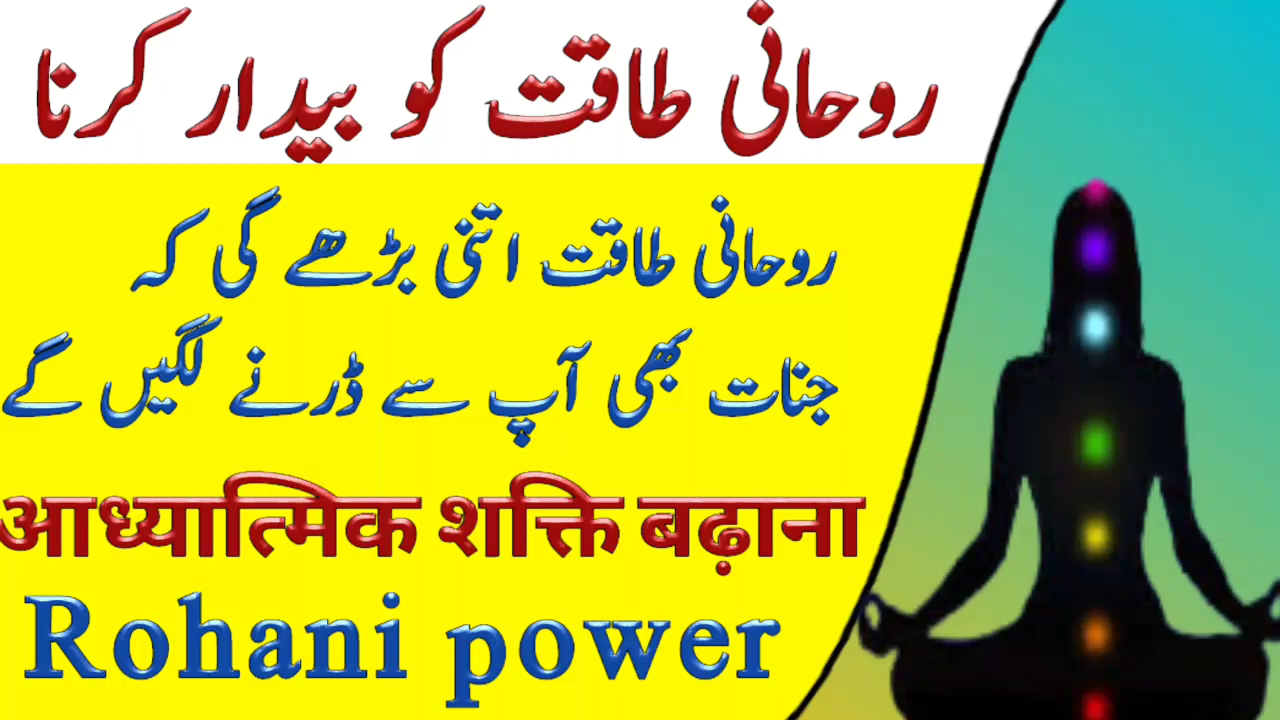 روحانی طاقت کو بیدار کرنا
روحانی طاقت اتنی بڑھے گی کہ
جنات بھی آپ سے ڈرنے لگیں گے
आध्यात्मिक शक्ति बढ़ाना
Rohani power